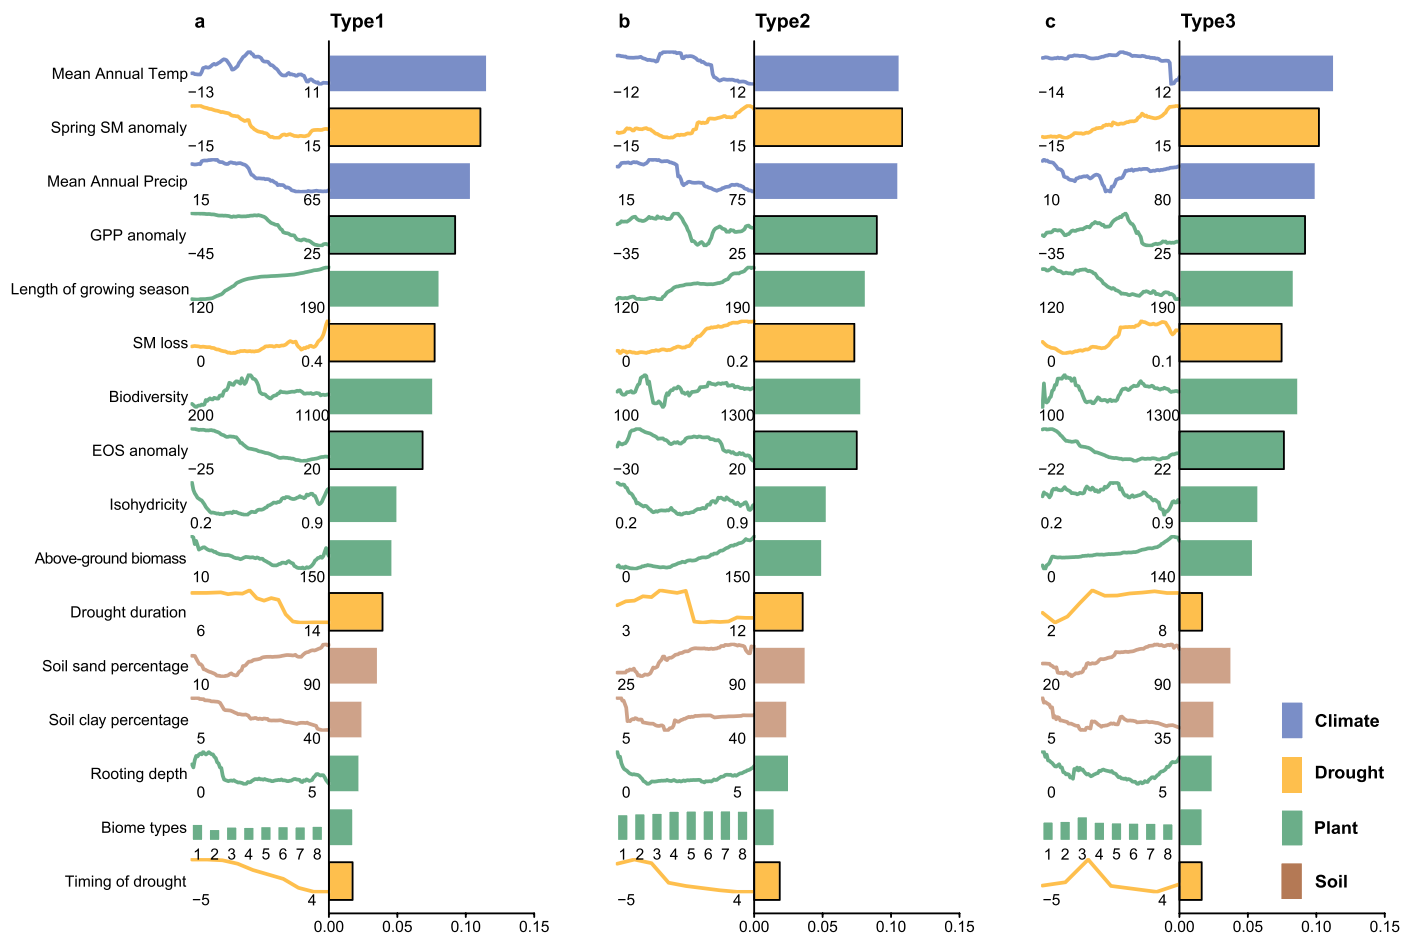 a Type1 b Type2 c Type3
Mean Annual Temp
−13 11 −12 12 −14 12
Spring SM anomaly
−15 15 −15 15 −15 15
Mean Annual Precip
15 65 15 75 10 80
GPP anomaly
−45 25 −35 25 −35 25
Length of growing season
120 190 120 190 120 190
SM loss
0 0.4 0 0.2 0 0.1
Biodiversity
200 1100 100 1300 100 1300
EOS anomaly
−25 20 −30 20 −22 22
Isohydricity
0.2 0.9 0.2 0.9 0.2 0.9
Above-ground biomass
10 150 0 150 0 140
Drought duration
6 14 3 12 2 8
Soil sand percentage
10 90 25 90 20 90
Soil clay percentage
5 40 5 40 5 35
Climate
Rooting depth
Drought
0 5 0 5 0 5
Biome types
Plant
1 2 3 4 5 6 7 8 1 2 3 4 5 6 7 8 1 2 3 4 5 6 7 8
Timing of drought
Soil
−5 4 −5 4 −5 4
0.00 0.05 0.10 0.15 0.00 0.05 0.10 0.15 0.00 0.05 0.10 0.15